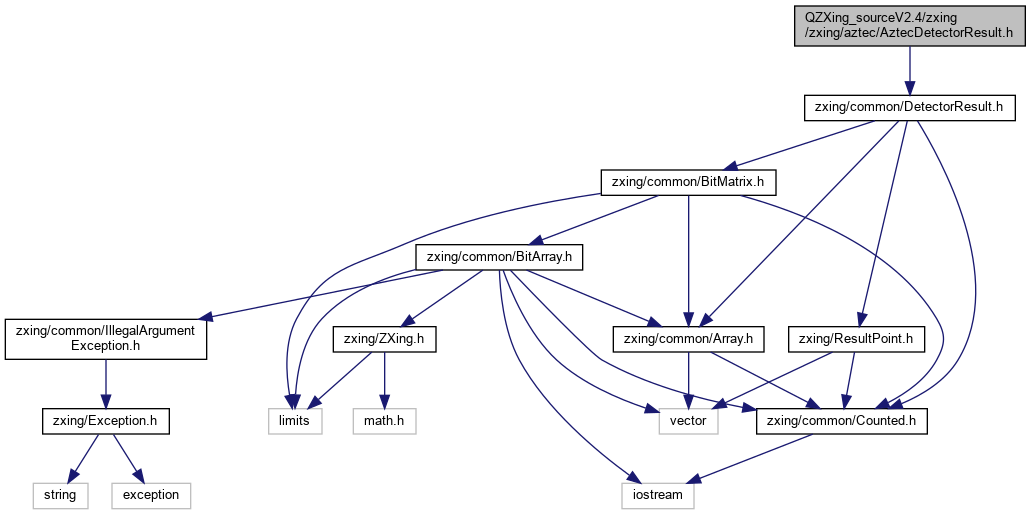 QZXing_sourceV2.4/zxing
/zxing/aztec/AztecDetectorResult.h
zxing/common/DetectorResult.h
zxing/common/BitMatrix.h
zxing/common/BitArray.h
zxing/common/IllegalArgument
Exception.h
zxing/ZXing.h
zxing/common/Array.h
zxing/ResultPoint.h
zxing/Exception.h
limits
math.h
vector
zxing/common/Counted.h
string
exception
iostream